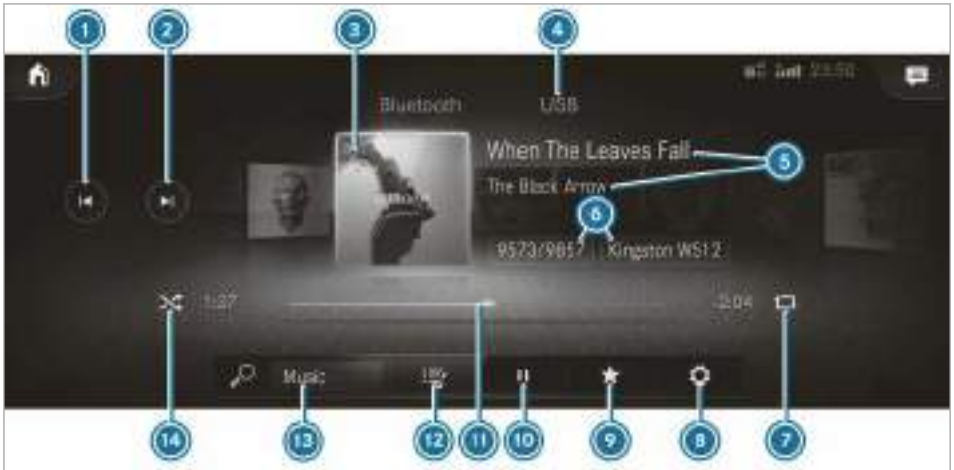 1 2 3 4
23:50
Bluetooth USB
When The Leaves Fall
5
The Black Arrow
6
9573/9857 Kingston WS12
1:37 -2:04
Music
14 13 12 11 10 9 8 7